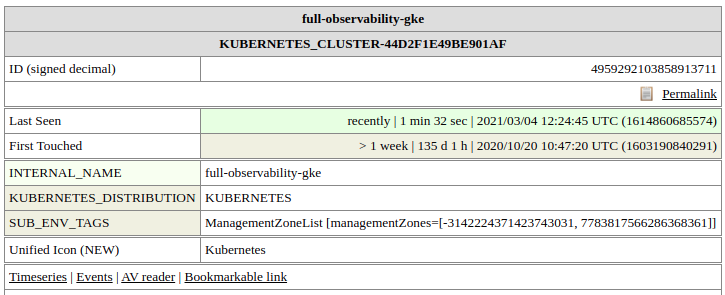 full-observability-gke
KUBERNETES_CLUSTER-44D2F1E49BE901AF
ID (signed decimal) 4959292103858913711
Permalink
Last Seen recently | 1 min 32 sec | 2021/03/04 12:24:45 UTC (1614860685574)
First Touched > 1 week | 135 d 1 h | 2020/10/20 10:47:20 UTC (1603190840291)
INTERNAL_NAME full-observability-gke
KUBERNETES_DISTRIBUTION KUBERNETES
SUB_ENV_TAGS ManagementZoneList [managementZones=[-3142224371423743031, 7783817566286368361]]
Unified Icon (NEW) Kubernetes
Timeseries | Events | AV reader | Bookmarkable link